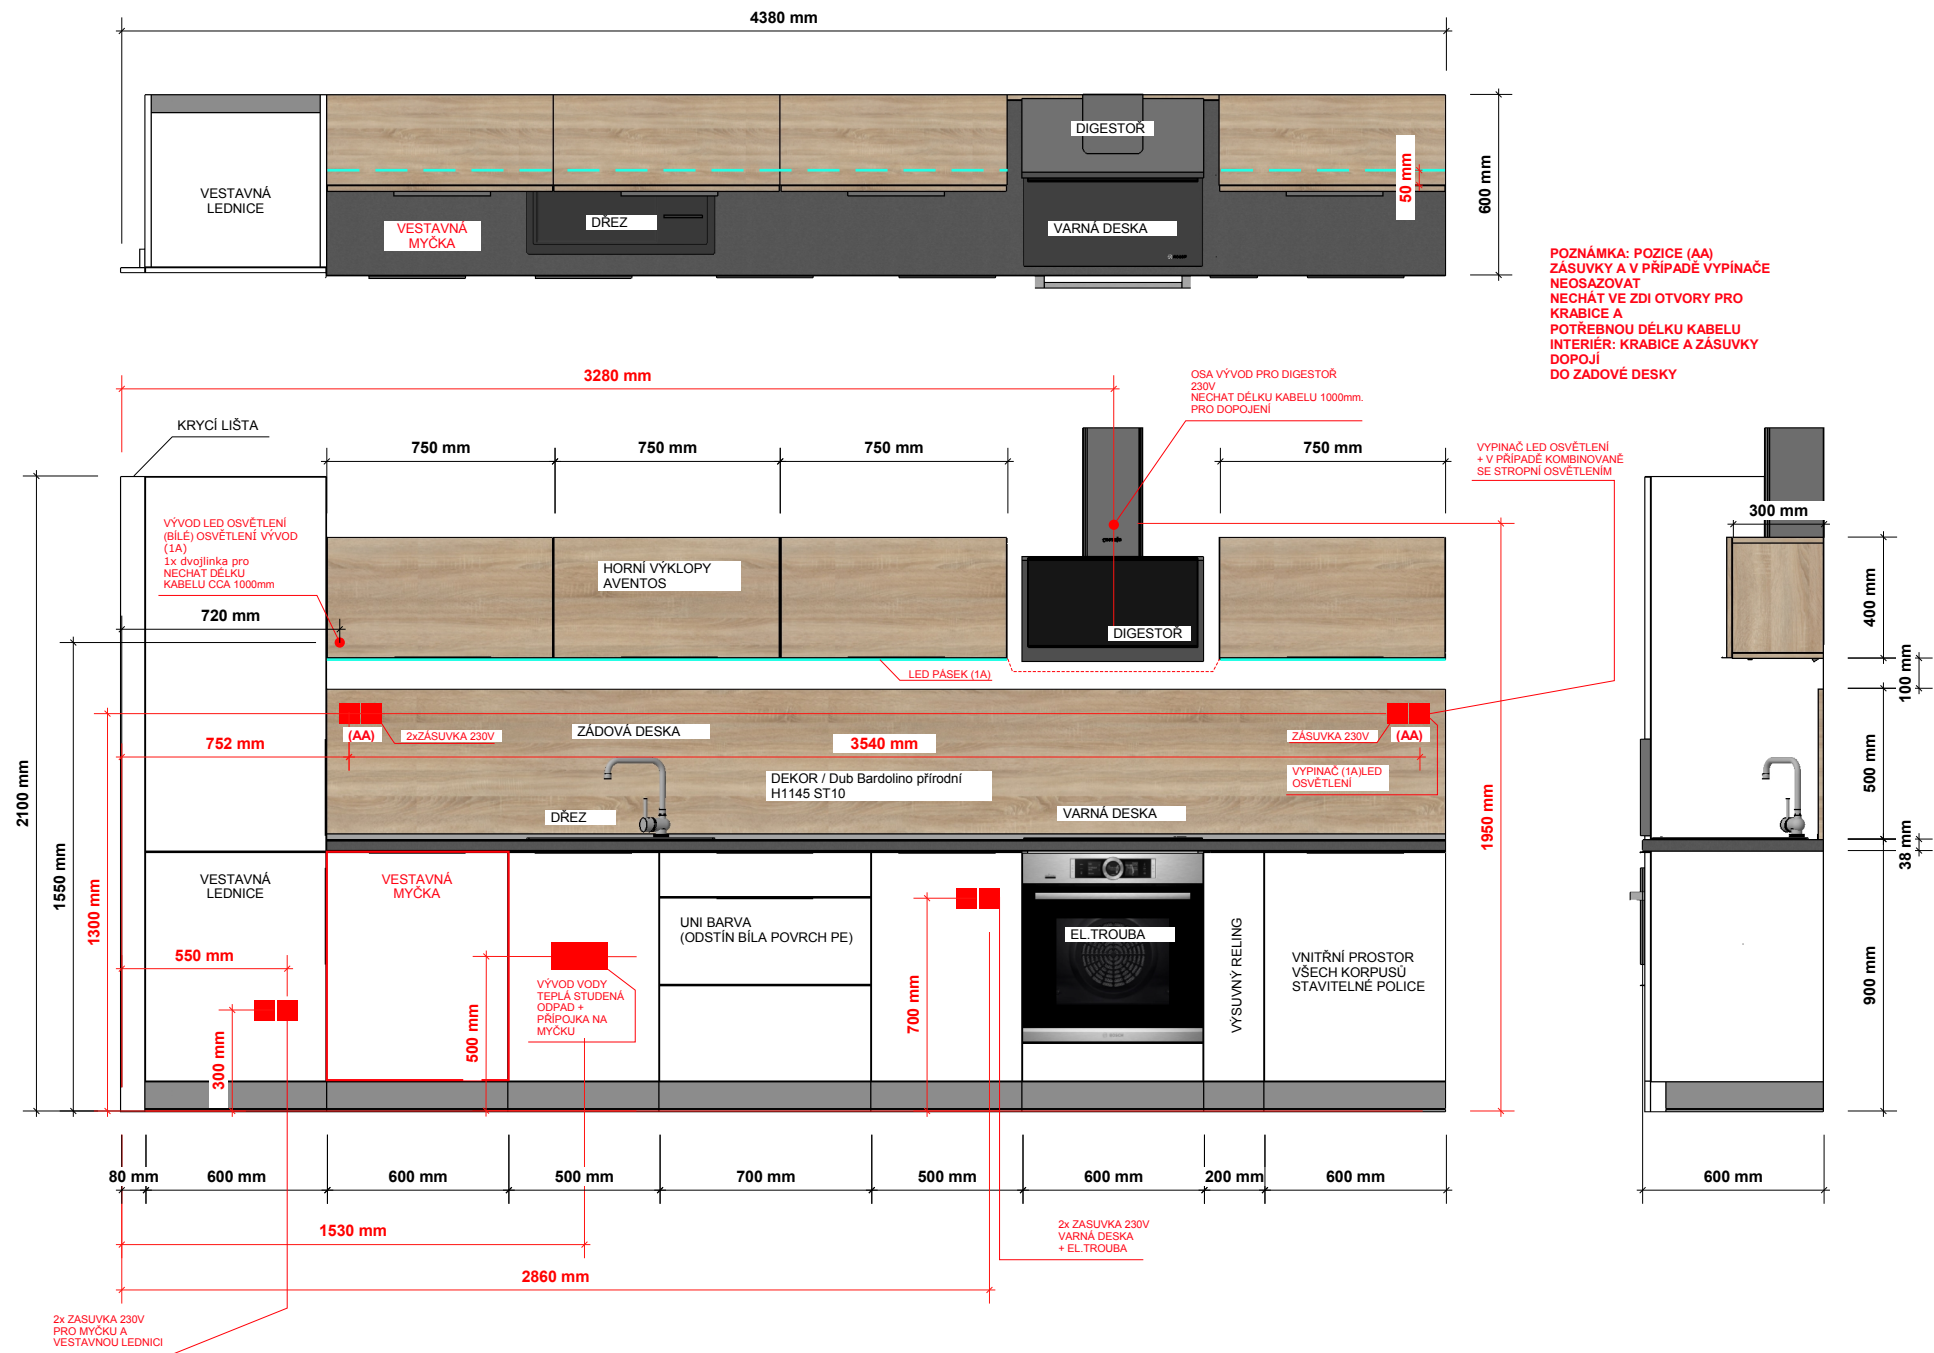 4380 mm
DIGESTOŘ
VESTAVNÁ
LEDNICE
VESTAVNÁ
MYČKA
DŘEZ
VARNÁ DESKA
50 mm
600 mm
POZNÁMKA: POZICE (AA)
ZÁSUVKY A V PŘÍPADĚ VYPÍNAČE
NEOSAZOVAT
NECHÁT VE ZDI OTVORY PRO
KRABICE A
POTŘEBNOU DÉLKU KABELU
INTERIÉR: KRABICE A ZÁSUVKY
DOPOJÍ
DO ZADOVÉ DESKY
3280 mm
OSA VÝVOD PRO DIGESTOŘ
230V
NECHAT DÉLKU KABELU 1000mm.
PRO DOPOJENÍ
KRYCÍ LIŠTA
750 mm
750 mm
750 mm
750 mm
VYPINAČ LED OSVĚTLENÍ
+ V PŘÍPADĚ KOMBINOVANĚ
SE STROPNÍ OSVĚTLENÍM
300 mm
VÝVOD LED OSVĚTLENÍ
(BÍLÉ) OSVĚTLENÍ VÝVOD
(1A)
1x dvojlinka pro
NECHAT DÉLKU
KABELU CCA 1000mm
HORNÍ VÝKLOPY
AVENTOS
720 mm
DIGESTOŘ
400 mm
LED PÁSEK (1A)
100 mm
(AA)
2xZÁSUVKA 230V
ZÁDOVÁ DESKA
ZÁSUVKA 230V
(AA)
752 mm
3540 mm
DEKOR / Dub Bardolino přírodní
H1145 ST10
VYPINAČ (1A)LED
OSVĚTLENÍ
DŘEZ
VARNÁ DESKA
2100 mm
1550 mm
1300 mm
1950 mm
500 mm
38 mm
VESTAVNÁ
LEDNICE
VESTAVNÁ
MYČKA
UNI BARVA
(ODSTÍN BÍLA POVRCH PE)
EL.TROUBA
VÝSUVNÝ RELING
VNITŘNÍ PROSTOR
VŠECH KORPUSŮ
STAVITELNÉ POLICE
550 mm
VÝVOD VODY
TEPLÁ STUDENÁ
ODPAD +
PŘÍPOJKA NA
MYČKU
300 mm
500 mm
700 mm
900 mm
80 mm
600 mm
600 mm
500 mm
700 mm
500 mm
600 mm
200 mm
600 mm
600 mm
1530 mm
2x ZASUVKA 230V
VARNÁ DESKA
+ EL.TROUBA
2860 mm
2x ZASUVKA 230V
PRO MYČKU A
VESTAVNOU LEDNICI